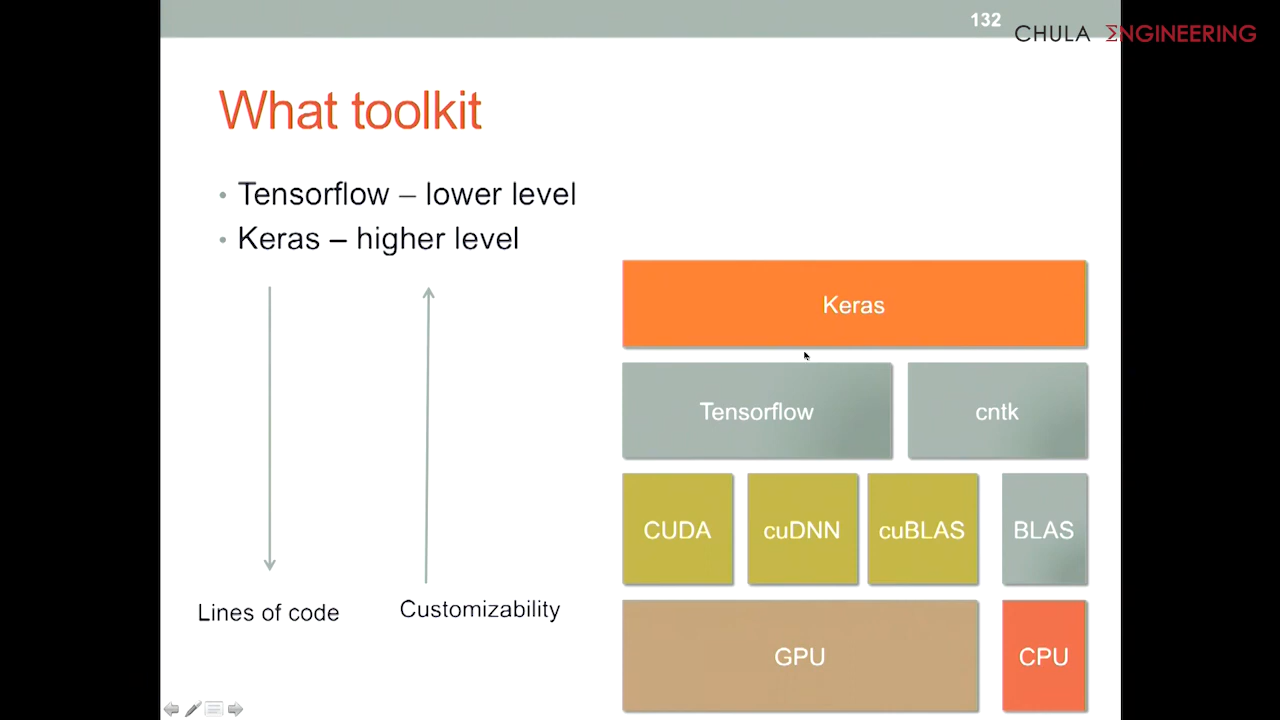 132
CHULA ΣNGINEERING
What toolkit
• Tensorflow – lower level
• Keras – higher level
Keras
Tensorflow
cntk
CUDA
cuDNN
cuBLAS
BLAS
Lines of code
Customizability
GPU
CPU